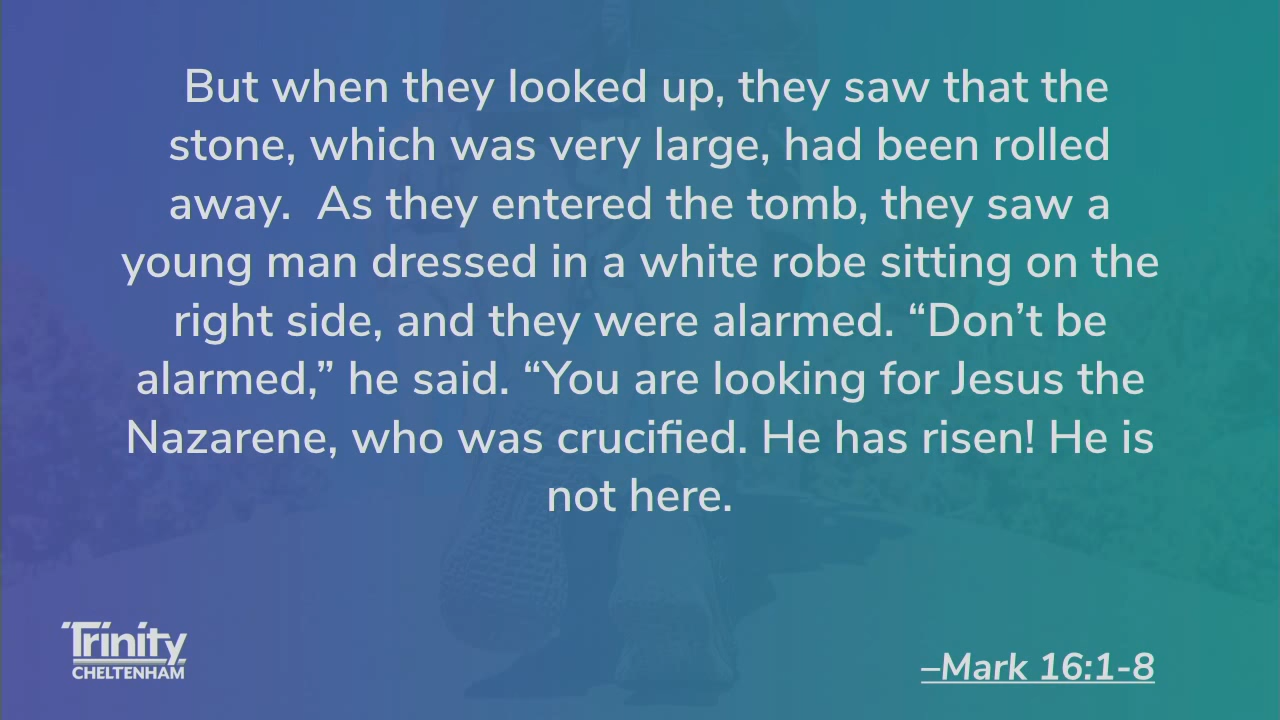 But when they looked up, they saw that the
stone, which was very large, had been rolled
away.  As they entered the tomb, they saw a
young man dressed in a white robe sitting on the
right side, and they were alarmed. “Don’t be
alarmed,” he said. “You are looking for Jesus the
Nazarene, who was crucified. He has risen! He is
not here.
Trinity
CHELTENHAM
–Mark 16:1-8